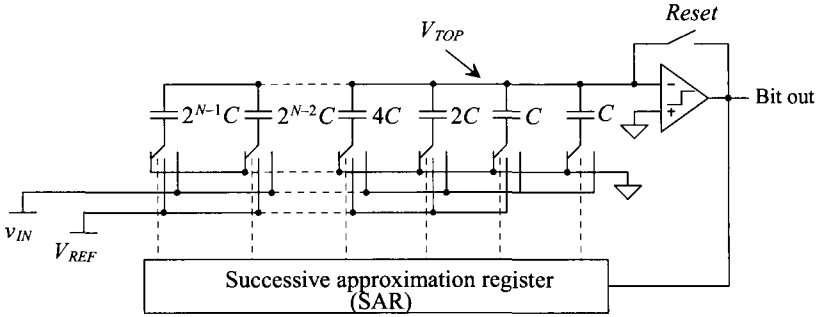 Reset
V_TOP
2^{N-1}C 2^{N-2}C 4C 2C C C
− +
Bit out
v_IN
V_REF
Successive approximation register
(SAR)